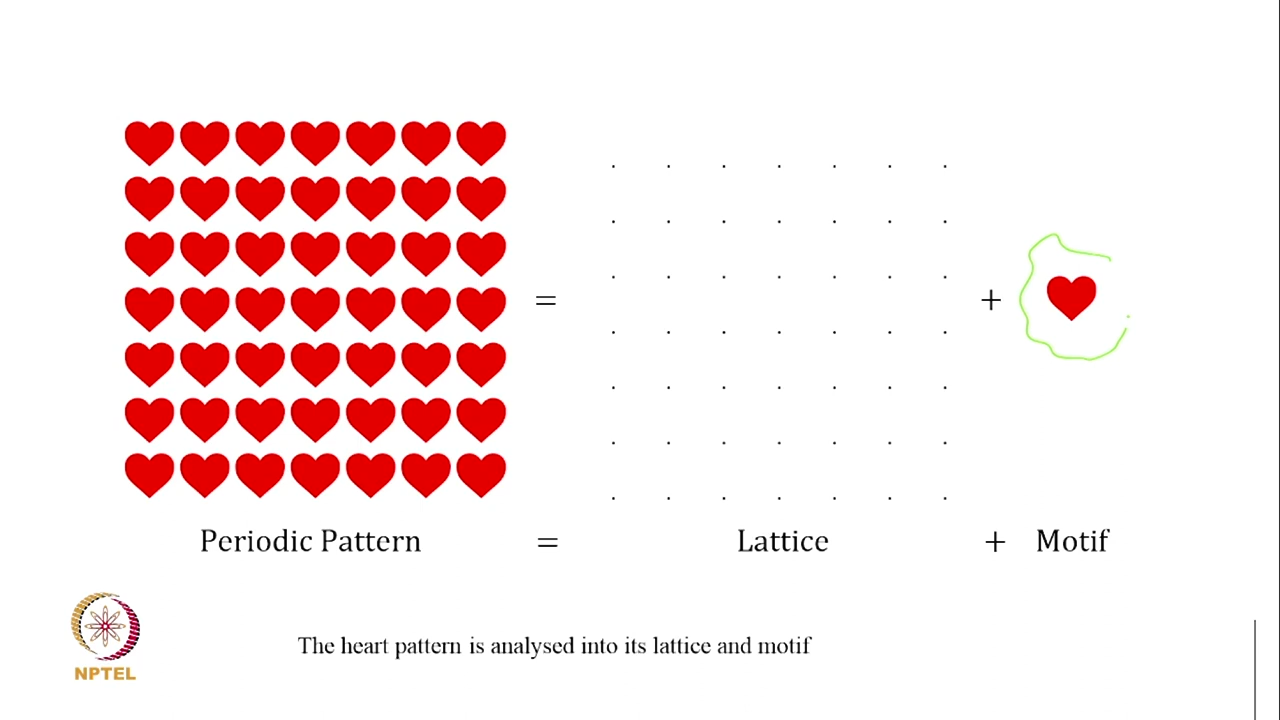 = +
Periodic Pattern = Lattice + Motif
The heart pattern is analysed into its lattice and motif
NPTEL